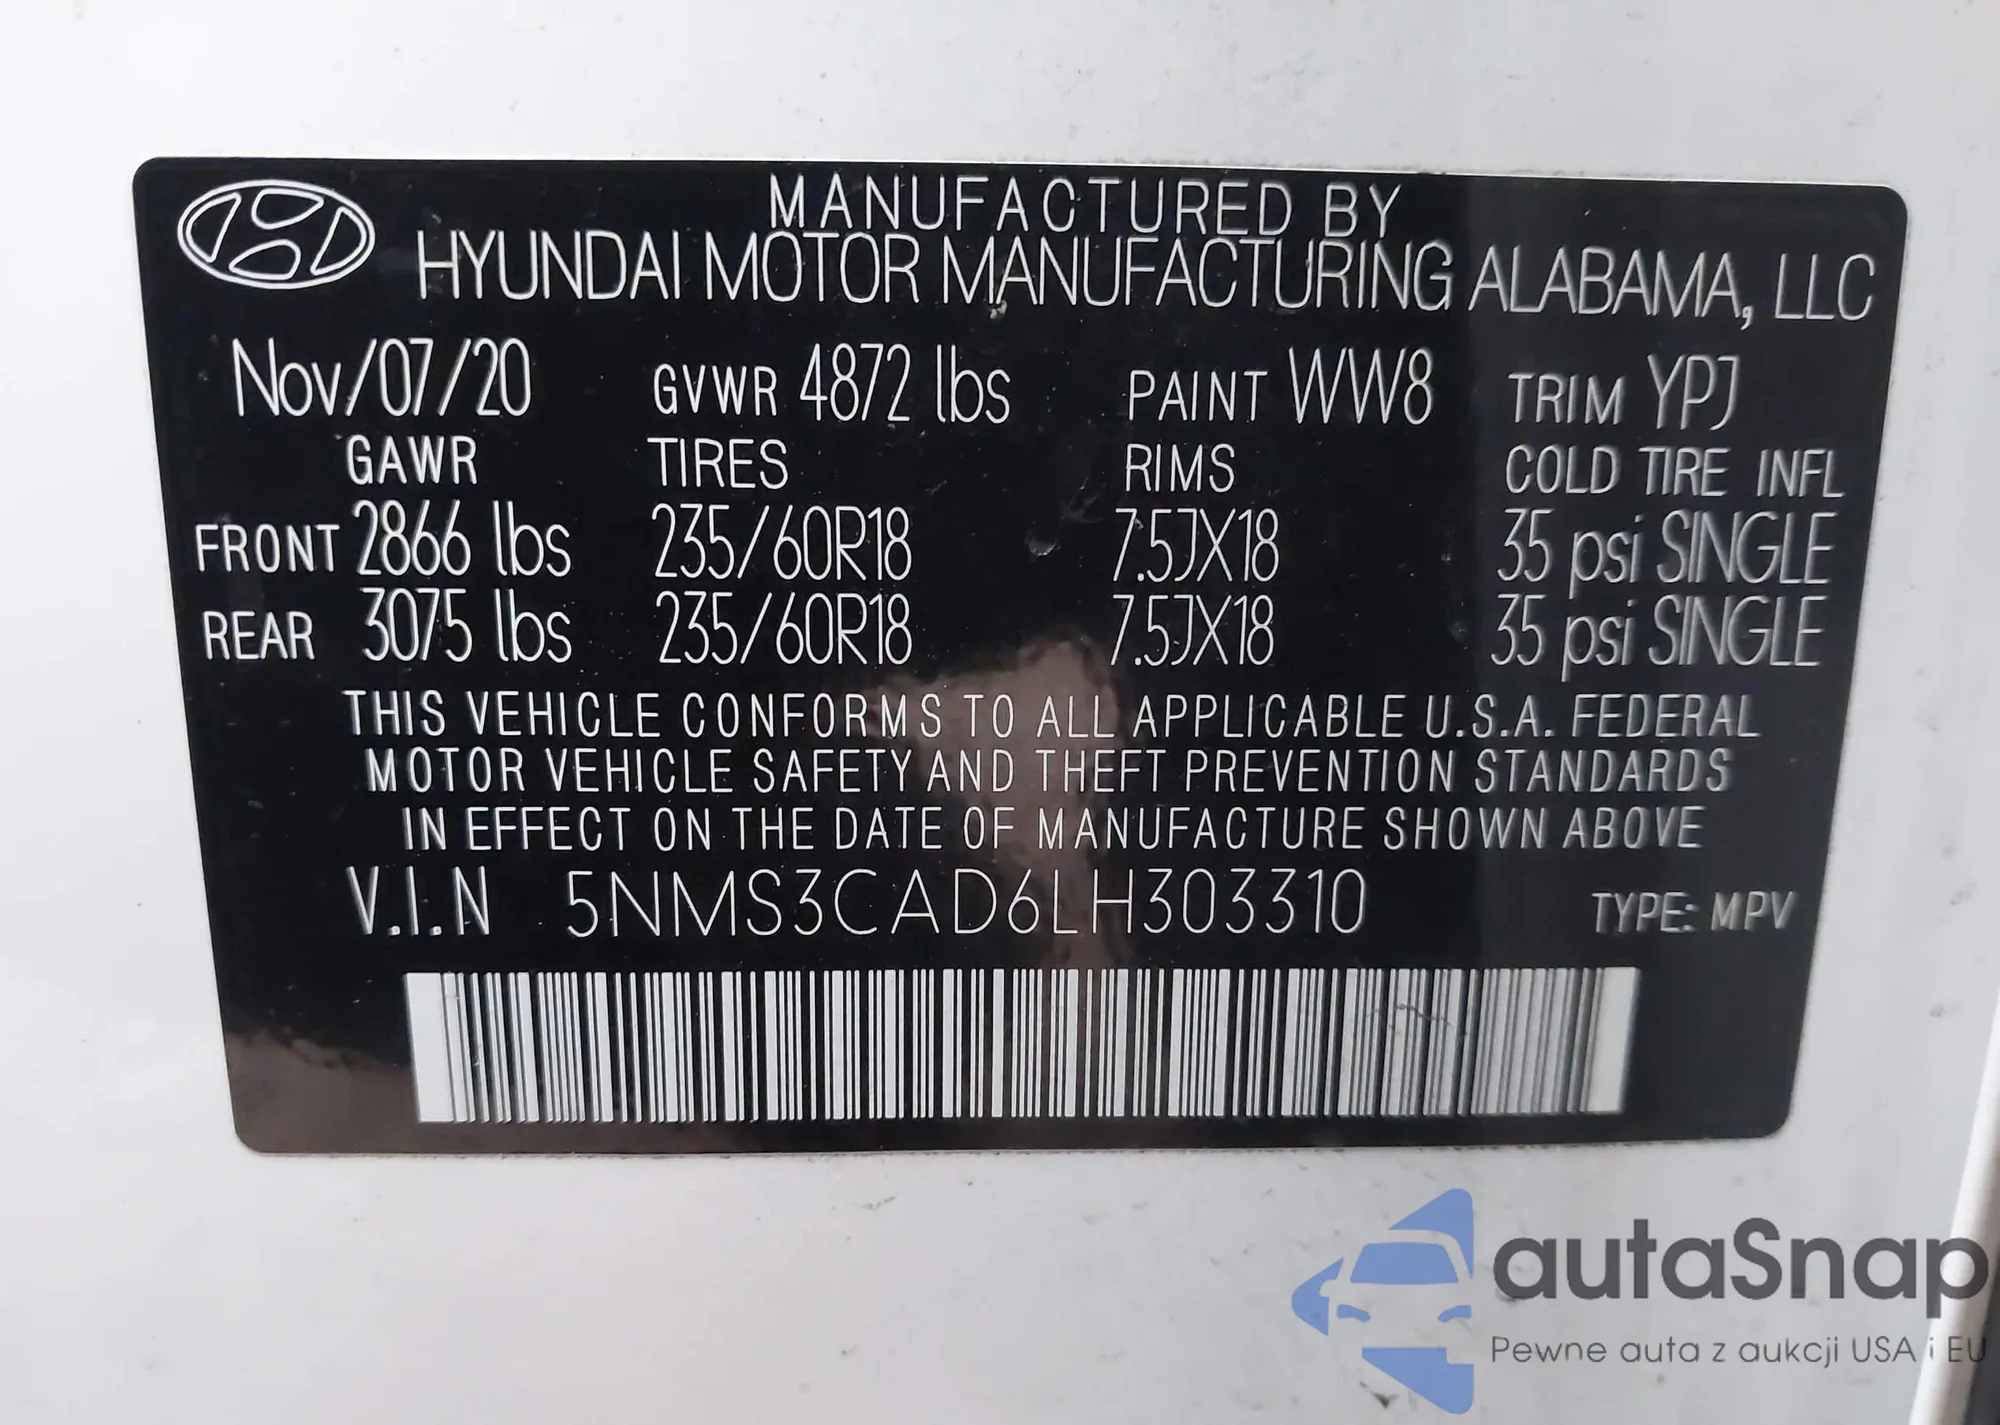 MANUFACTURED BY
HYUNDAI MOTOR MANUFACTURING ALABAMA, LLC
Nov/07/20 GVWR 4872 lbs PAINT WW8 TRIM YPJ
GAWR TIRES RIMS COLD TIRE INFL
FRONT 2866 lbs 235/60R18 7.5JX18 35 psi SINGLE
REAR 3075 lbs 235/60R18 7.5JX18 35 psi SINGLE
THIS VEHICLE CONFORMS TO ALL APPLICABLE U.S.A. FEDERAL
MOTOR VEHICLE SAFETY AND THEFT PREVENTION STANDARDS
IN EFFECT ON THE DATE OF MANUFACTURE SHOWN ABOVE
V.I.N 5NMS3CAD6LH303310 TYPE: MPV
autaSnap
Pewne auta z aukcji USA i EU